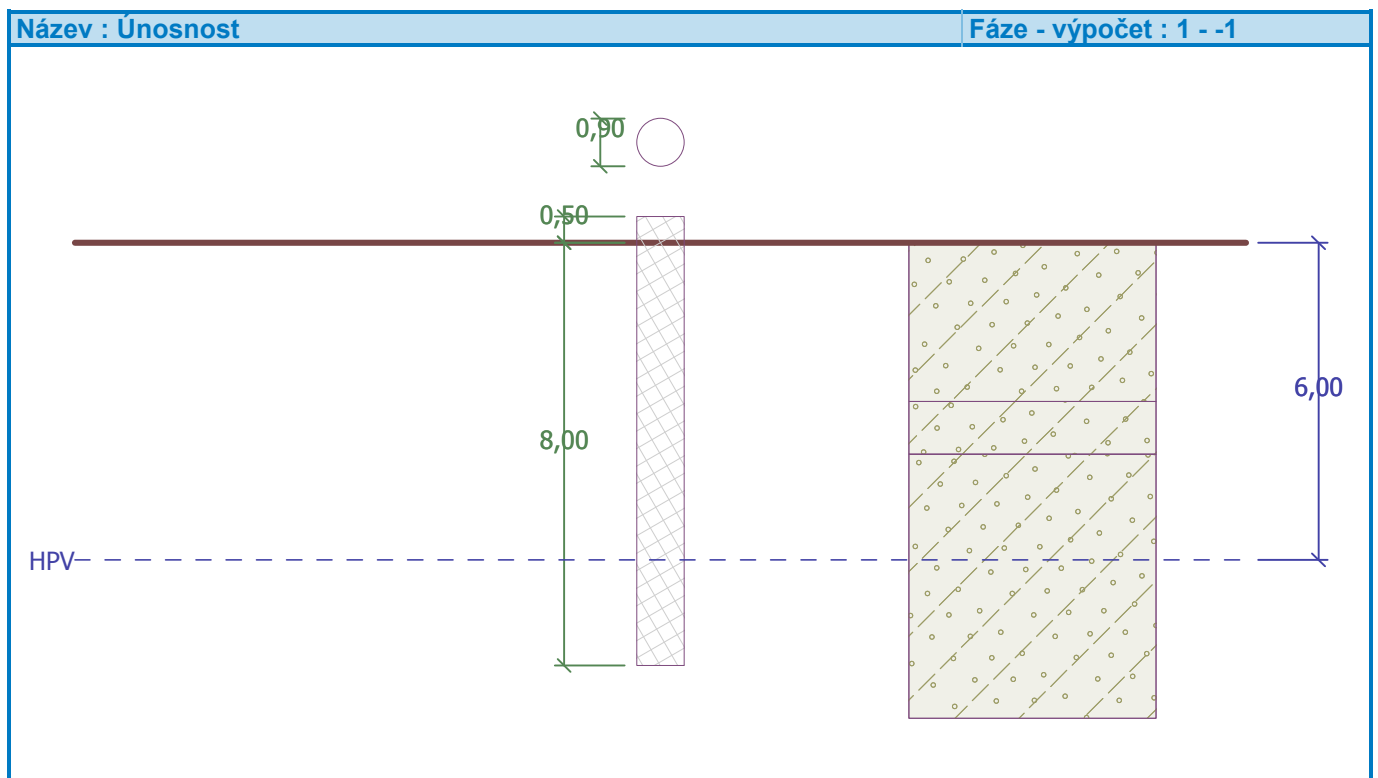 Název : Únosnost
Fáze - výpočet : 1 - -1
0,90
0,50
8,00
6,00
HPV